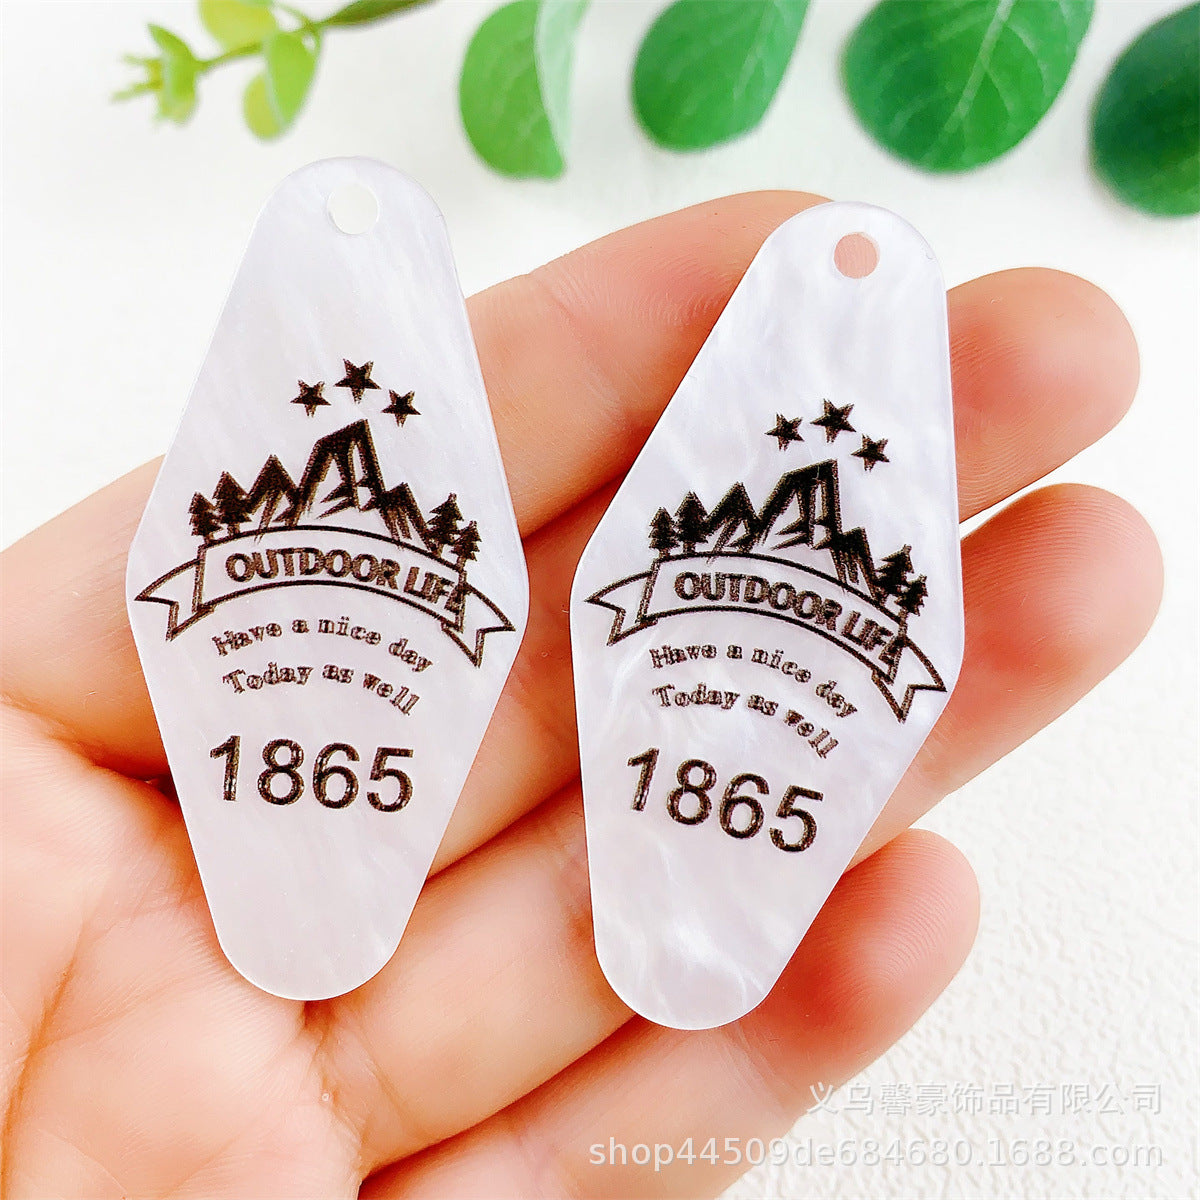 OUTDOOR LIFE
Have a nice day
Today as well
1865
OUTDOOR LIFE
Have a nice day
Today as well
1865
义乌馨豪饰品有限公司
shop44509de684680.1688.com